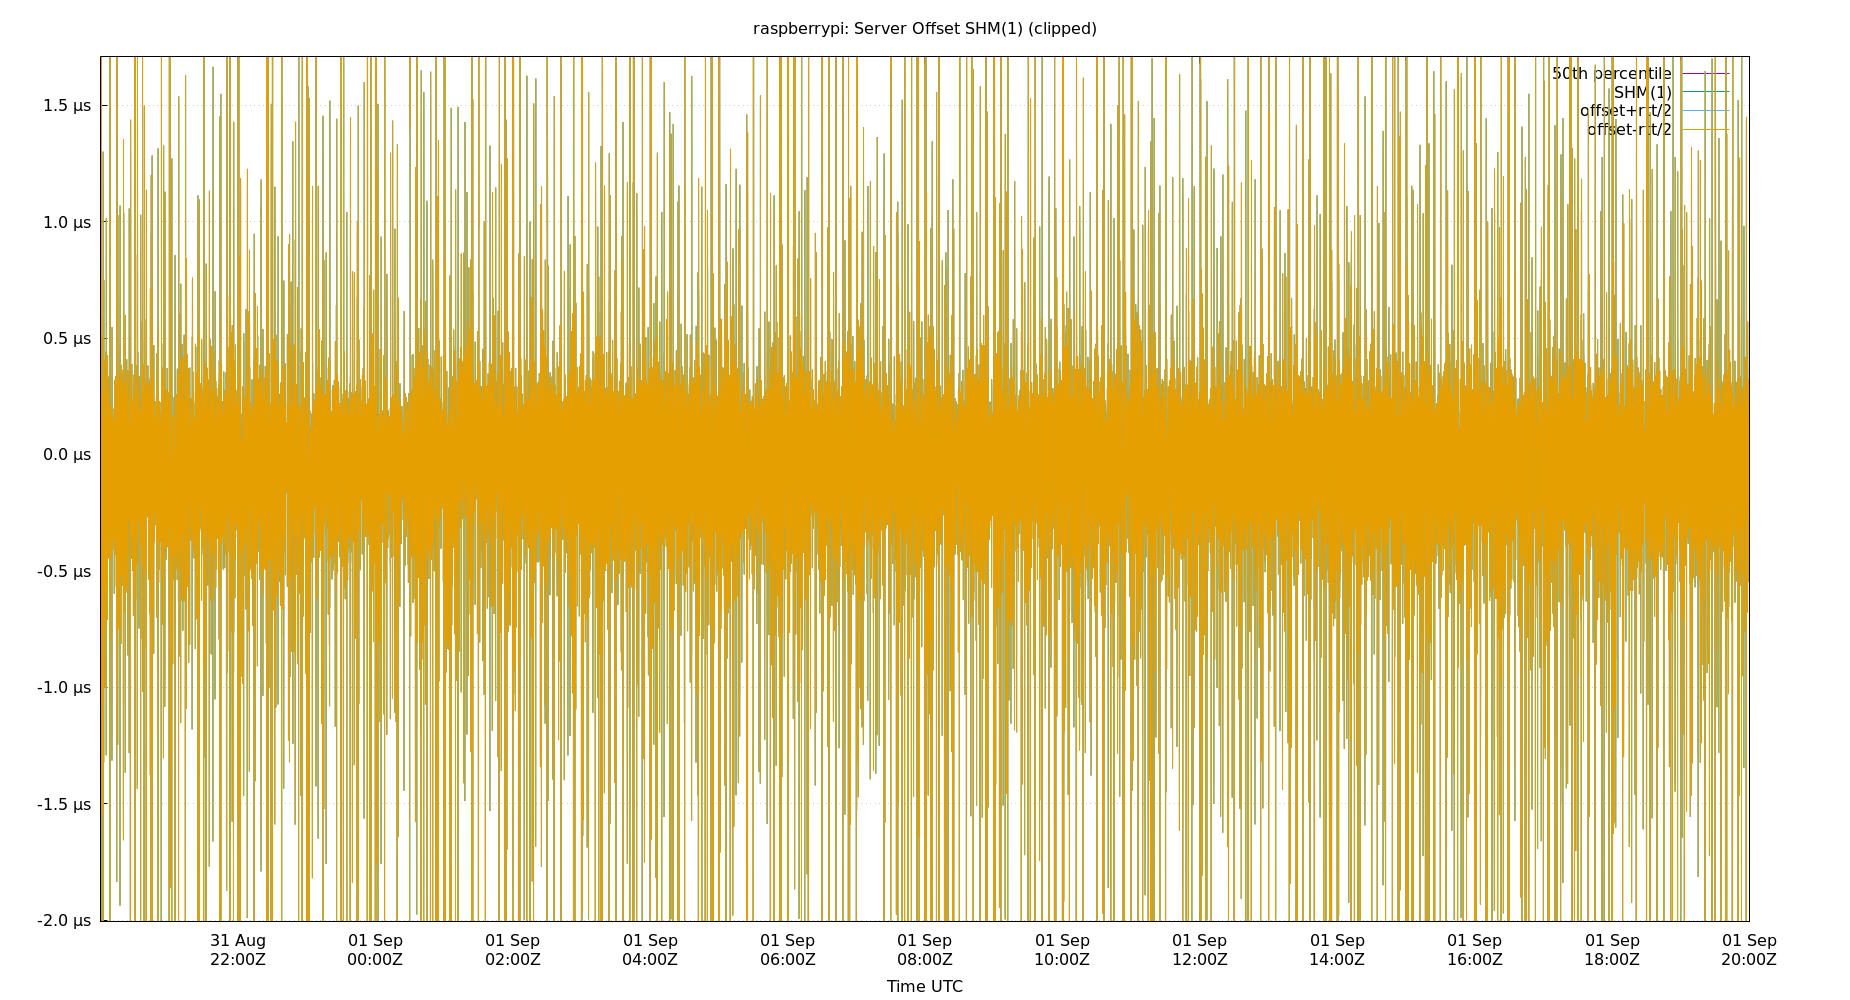 raspberrypi: Server Offset SHM(1) (clipped)
50th percentile
SHM(1)
offset+rtt/2
offset-rtt/2
1.5 µs
1.0 µs
0.5 µs
0.0 µs
-0.5 µs
-1.0 µs
-1.5 µs
-2.0 µs
31 Aug 01 Sep 01 Sep 01 Sep 01 Sep 01 Sep 01 Sep 01 Sep 01 Sep 01 Sep 01 Sep 01 Sep
22:00Z 00:00Z 02:00Z 04:00Z 06:00Z 08:00Z 10:00Z 12:00Z 14:00Z 16:00Z 18:00Z 20:00Z
Time UTC